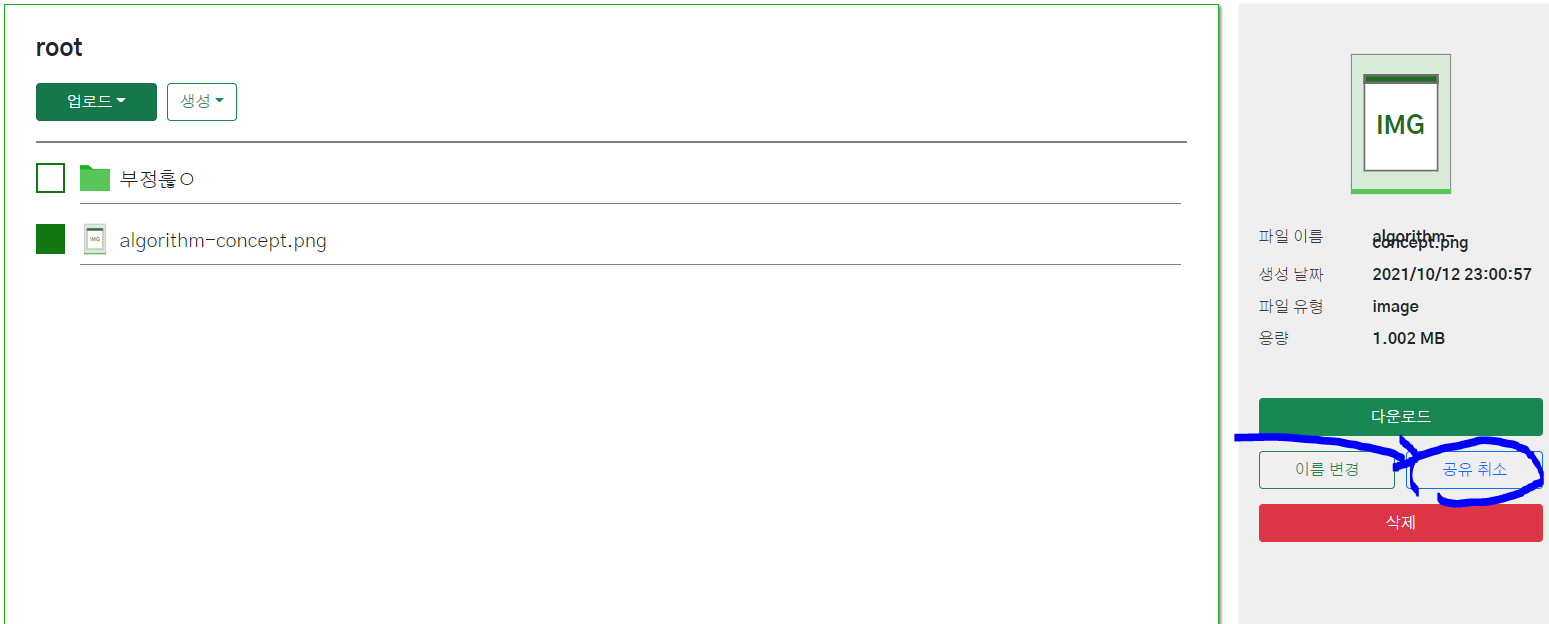 root
업로드
생성
부정훓ㅇ
IMG
algorithm-concept.png
IMG
파일 이름 algorithm-
concept.png
생성 날짜 2021/10/12 23:00:57
파일 유형 image
용량 1.002 MB
다운로드
이름 변경 공유 취소
삭제